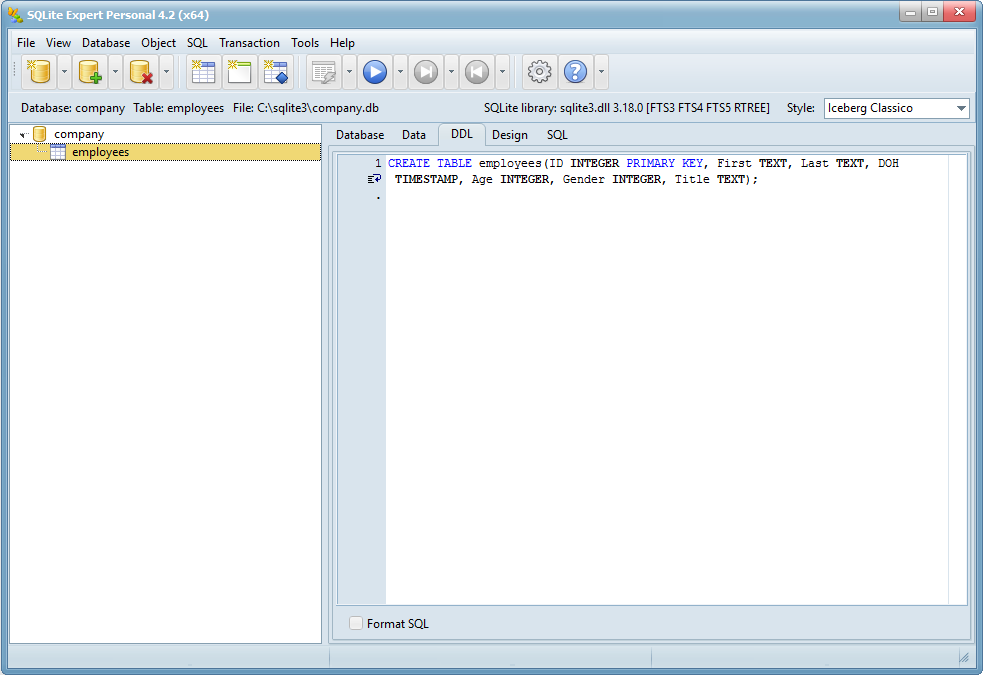 SQLite Expert Personal 4.2 (x64)
File View Database Object SQL Transaction Tools Help
Database: company Table: employees File: C:\sqlite3\company.db SQLite library: sqlite3.dll 3.18.0 [FTS3 FTS4 FTS5 RTREE] Style: Iceberg Classico
company
employees
Database Data DDL Design SQL
1 CREATE TABLE employees(ID INTEGER PRIMARY KEY, First TEXT, Last TEXT, DOH
TIMESTAMP, Age INTEGER, Gender INTEGER, Title TEXT);
.
Format SQL